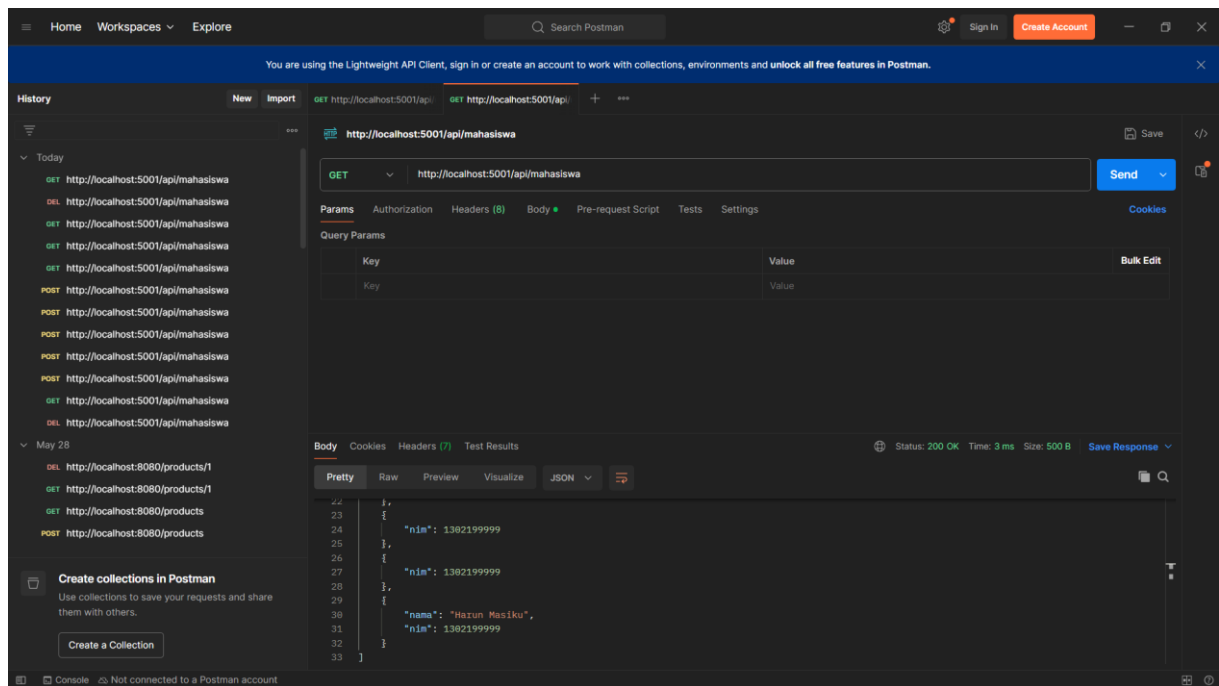 Home Workspaces Explore Search Postman Sign In Create Account
You are using the Lightweight API Client, sign in or create an account to work with collections, environments and unlock all free features in Postman.
History New Import GET http://localhost:5001/api/ GET http://localhost:5001/api/
HTTP http://localhost:5001/api/mahasiswa Save
Today
GET http://localhost:5001/api/mahasiswa
DEL http://localhost:5001/api/mahasiswa
GET http://localhost:5001/api/mahasiswa
GET http://localhost:5001/api/mahasiswa
GET http://localhost:5001/api/mahasiswa
POST http://localhost:5001/api/mahasiswa
POST http://localhost:5001/api/mahasiswa
POST http://localhost:5001/api/mahasiswa
POST http://localhost:5001/api/mahasiswa
POST http://localhost:5001/api/mahasiswa
GET http://localhost:5001/api/mahasiswa
DEL http://localhost:5001/api/mahasiswa
May 28
DEL http://localhost:8080/products/1
GET http://localhost:8080/products/1
GET http://localhost:8080/products
POST http://localhost:8080/products
Create collections in Postman
Use collections to save your requests and share
them with others.
Create a Collection
GET http://localhost:5001/api/mahasiswa Send
Params Authorization Headers (8) Body Pre-request Script Tests Settings Cookies
Query Params
Key Value Bulk Edit
Key Value
Body Cookies Headers (7) Test Results Status: 200 OK Time: 3 ms Size: 500 B Save Response
Pretty Raw Preview Visualize JSON
22 },
23 {
24 "nim": 1302199999
25 },
26 {
27 "nim": 1302199999
28 },
29 {
30 "nama": "Harun Masiku",
31 "nim": 1302199999
32 }
33 ]
Console Not connected to a Postman account